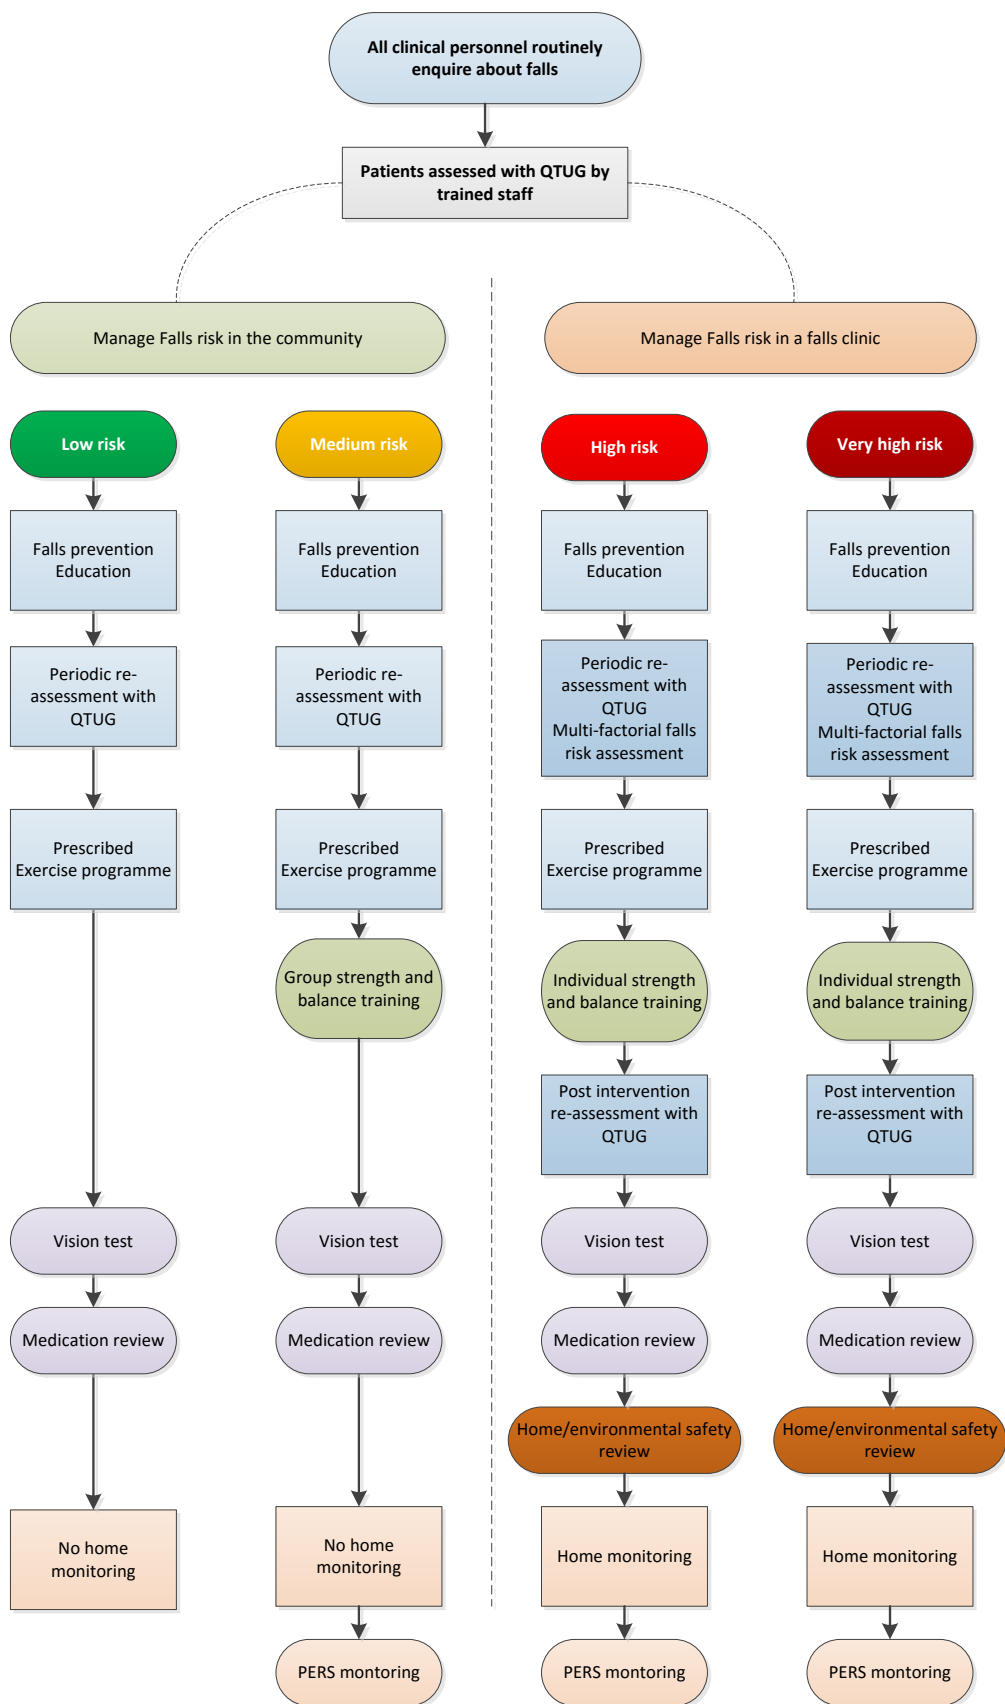 All clinical personnel routinely
enquire about falls
Patients assessed with QTUG by
trained staff
Manage Falls risk in the community
Manage Falls risk in a falls clinic
Low risk
Medium risk
High risk
Very high risk
Falls prevention
Education
Falls prevention
Education
Falls prevention
Education
Falls prevention
Education
Periodic re-
assessment with
QTUG
Periodic re-
assessment with
QTUG
Periodic re-
assessment with
QTUG
Multi-factorial falls
risk assessment
Periodic re-
assessment with
QTUG
Multi-factorial falls
risk assessment
Prescribed
Exercise programme
Prescribed
Exercise programme
Prescribed
Exercise programme
Prescribed
Exercise programme
Group strength and
balance training
Individual strength
and balance training
Individual strength
and balance training
Post intervention
re-assessment with
QTUG
Post intervention
re-assessment with
QTUG
Vision test
Vision test
Vision test
Vision test
Medication review
Medication review
Medication review
Medication review
Home/environmental safety
review
Home/environmental safety
review
No home
monitoring
No home
monitoring
Home monitoring
Home monitoring
PERS montoring
PERS montoring
PERS montoring